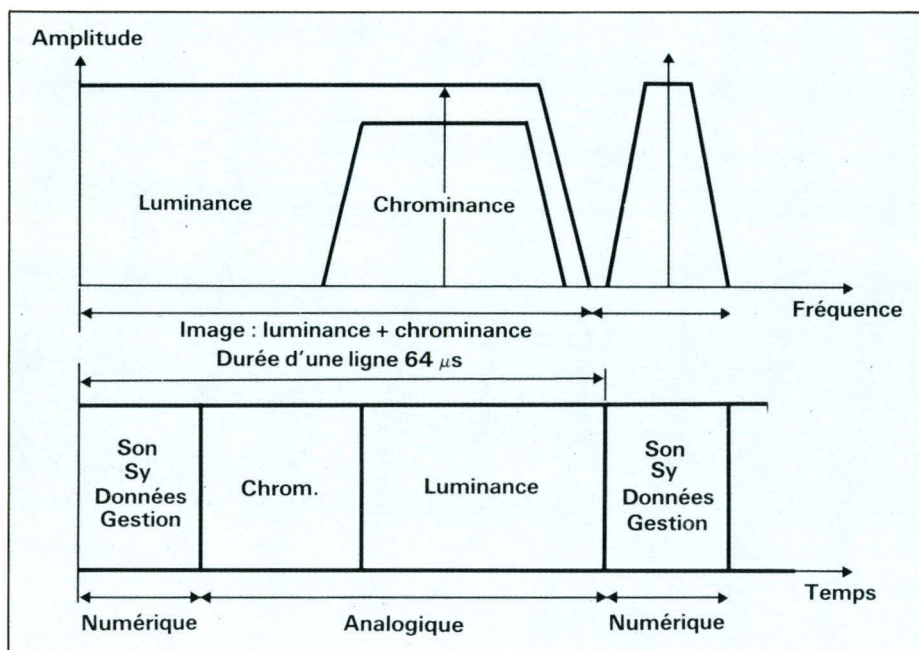 Amplitude
Luminance
Chrominance
Fréquence
Image : luminance + chrominance
Durée d'une ligne 64 μs
Son
Sy
Données
Gestion
Chrom.
Luminance
Son
Sy
Données
Gestion
Temps
Numérique
Analogique
Numérique